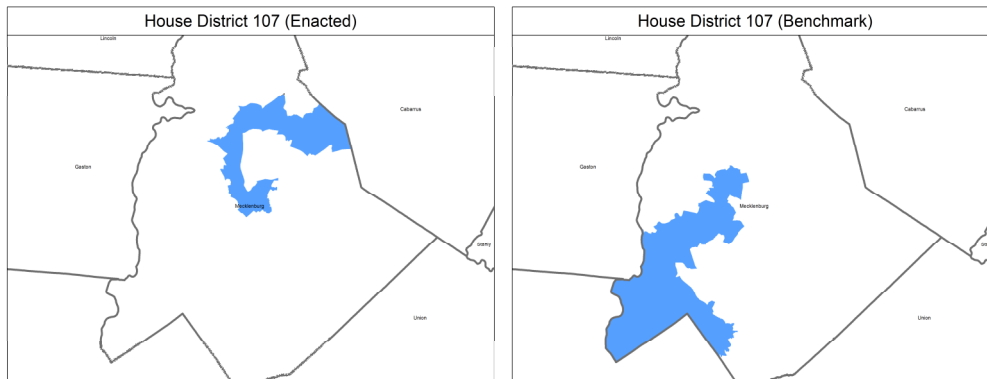 House District 107 (Enacted)
Lincoln
Cabarrus
Gaston
Mecklenburg
Union
House District 107 (Benchmark)
Lincoln
Cabarrus
Gaston
Mecklenburg
Union